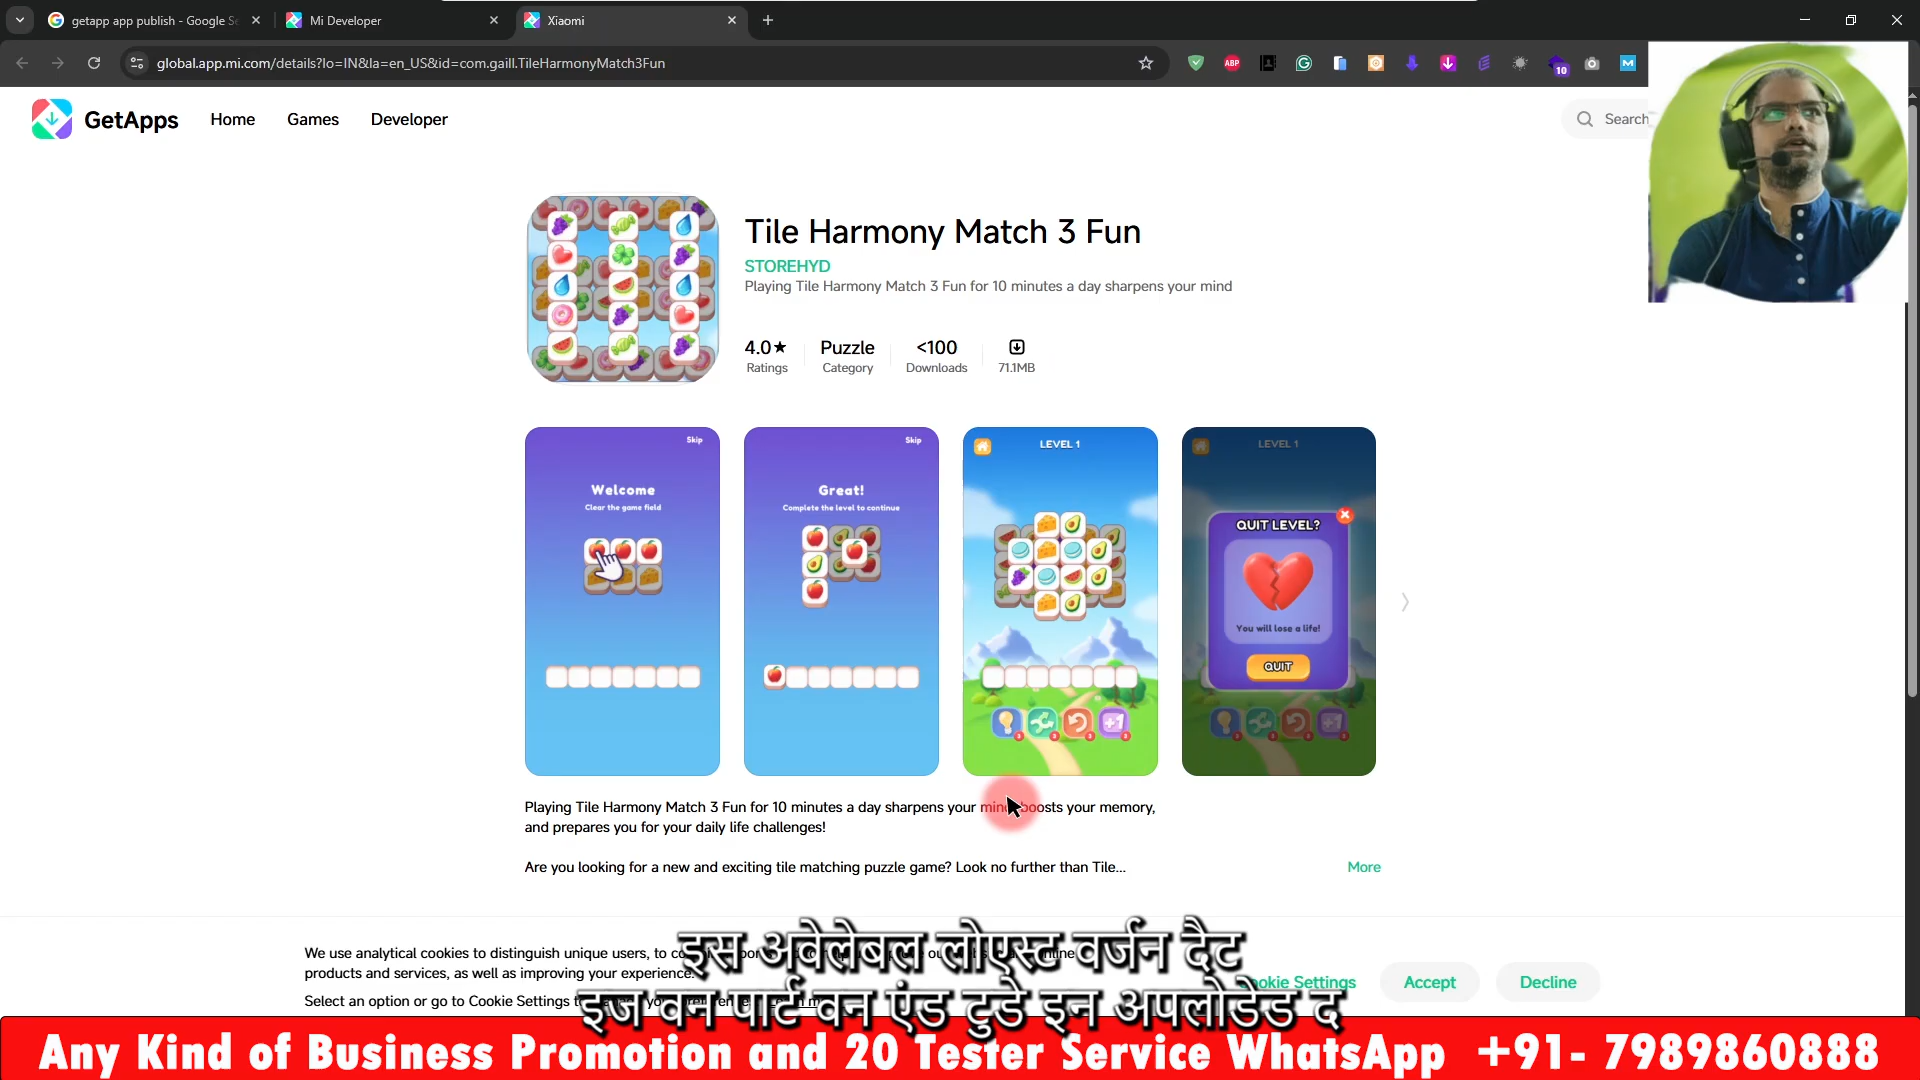 getapp app publish - Google Se
Mi Developer
Xiaomi
global.app.mi.com/details?lo=IN&la=en_US&id=com.gaill.TileHarmonyMatch3Fun
ABP
10
GetApps
Home
Games
Developer
Search
Tile Harmony Match 3 Fun
STOREHYD
Playing Tile Harmony Match 3 Fun for 10 minutes a day sharpens your mind
4.0★
Ratings
Puzzle
Category
<100
Downloads
71.1MB
Skip
Welcome
Clear the game field
Skip
Great!
Complete the level to continue
LEVEL 1
+1
LEVEL 1
QUIT LEVEL?
You will lose a life!
QUIT
+1
Playing Tile Harmony Match 3 Fun for 10 minutes a day sharpens your mind boosts your memory,
and prepares you for your daily life challenges!
Are you looking for a new and exciting tile matching puzzle game? Look no further than Tile...
More
We use analytical cookies to distinguish unique users, to
products and services, as well as improving your experience.
Select an option or go to Cookie Settings to
Cookie Settings
Accept
Decline
इस अवेलेबल लोएस्ट वर्जन दैट
इज वन पार्ट वन एंड टुडे इन अपलोडेड द
Any Kind of Business Promotion and 20 Tester Service WhatsApp +91- 7989860888